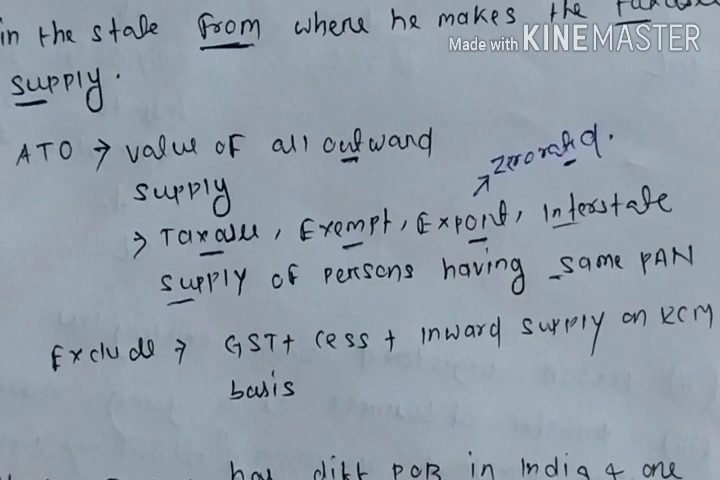 in the state from where he makes the
Made with KINEMASTER
supply.
ATO → value of all outward
supply
→ zero rated.
→ Taxable, Exempt, Export, Interstate
supply of persons having same PAN
Exclude → GST + cess + inward supply on RCM
basis
has diff POB in India & one